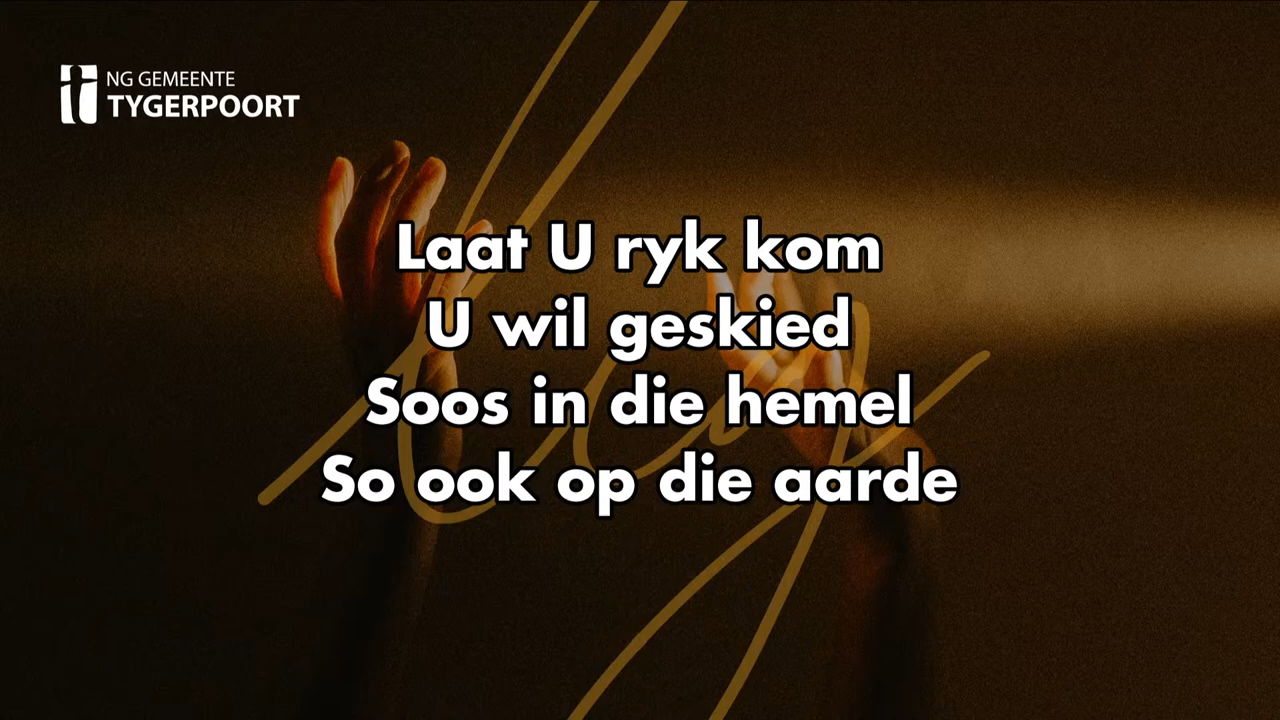 NG GEMEENTE
TYGERPOORT
Laat U ryk kom
U wil geskied
Soos in die hemel
So ook op die aarde